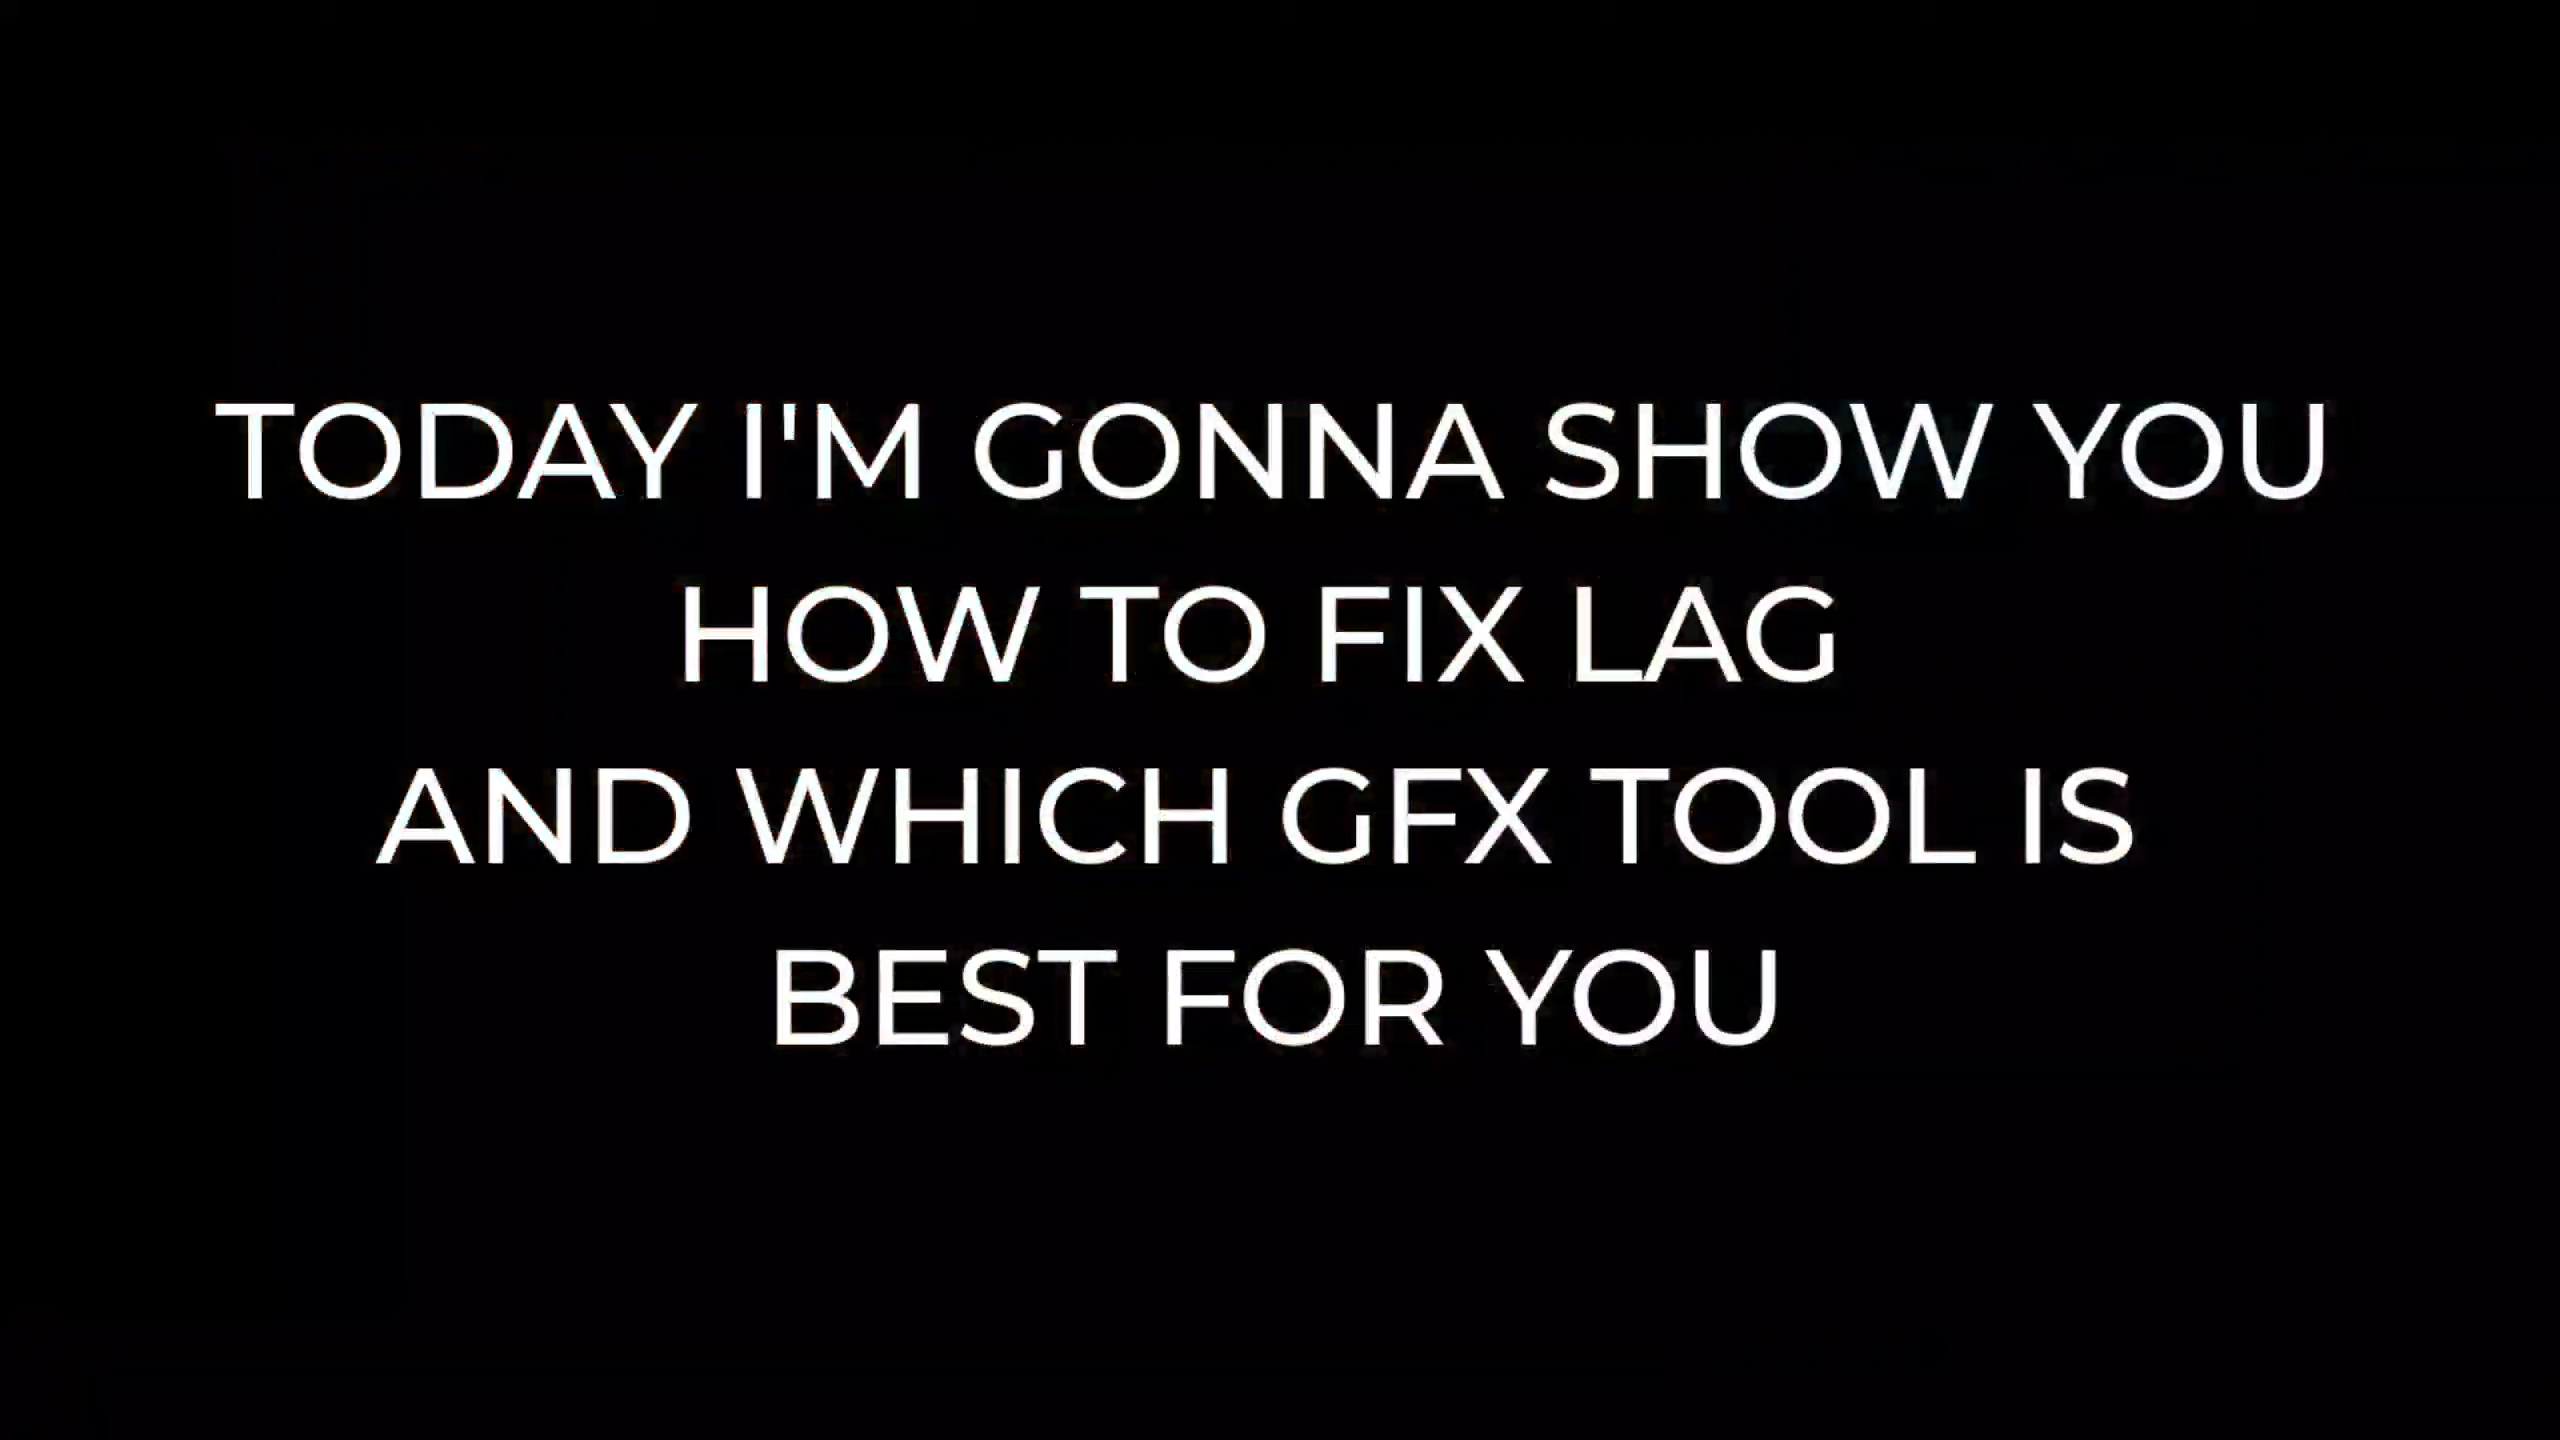 TODAY I'M GONNA SHOW YOU
HOW TO FIX LAG
AND WHICH GFX TOOL IS
BEST FOR YOU